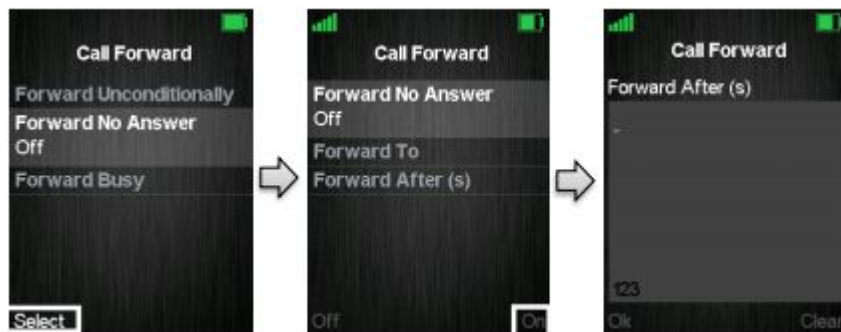 Call Forward
Forward Unconditionally
Forward No Answer
Off
Forward Busy
Select
Call Forward
Forward No Answer
Off
Forward To
Forward After (s)
Off On
Call Forward
Forward After (s)
123
Ok Clear